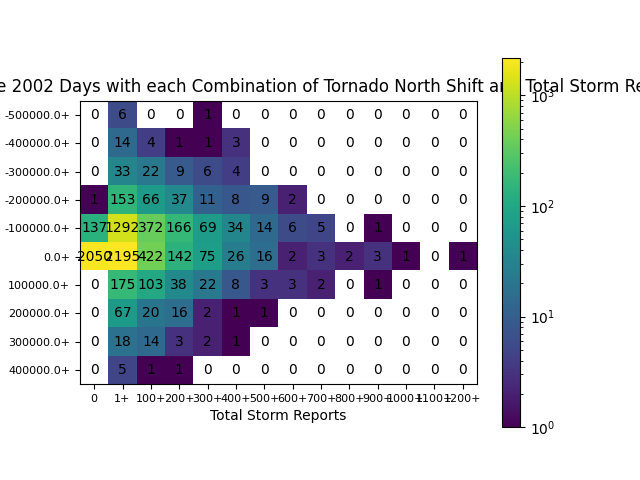 e 2002 Days with each Combination of Tornado North Shift and Total Storm Re
-500000.0+ 0 6 0 0 1 0 0 0 0 0 0 0 0 0
-400000.0+ 0 14 4 1 1 3 0 0 0 0 0 0 0 0
-300000.0+ 0 33 22 9 6 4 0 0 0 0 0 0 0 0
-200000.0+ 1 153 66 37 11 8 9 2 0 0 0 0 0 0
-100000.0+ 137 1292 372 166 69 34 14 6 5 0 1 0 0 0
0.0+ 2050 2195 422 142 75 26 16 2 3 2 3 1 0 1
100000.0+ 0 175 103 38 22 8 3 3 2 0 1 0 0 0
200000.0+ 0 67 20 16 2 1 1 0 0 0 0 0 0 0
300000.0+ 0 18 14 3 2 1 0 0 0 0 0 0 0 0
400000.0+ 0 5 1 1 0 0 0 0 0 0 0 0 0 0
0 1+ 100+ 200+ 300+ 400+ 500+ 600+ 700+ 800+ 900+ 1000+ 1100+ 1200+
Total Storm Reports
10^3
10^2
10^1
10^0